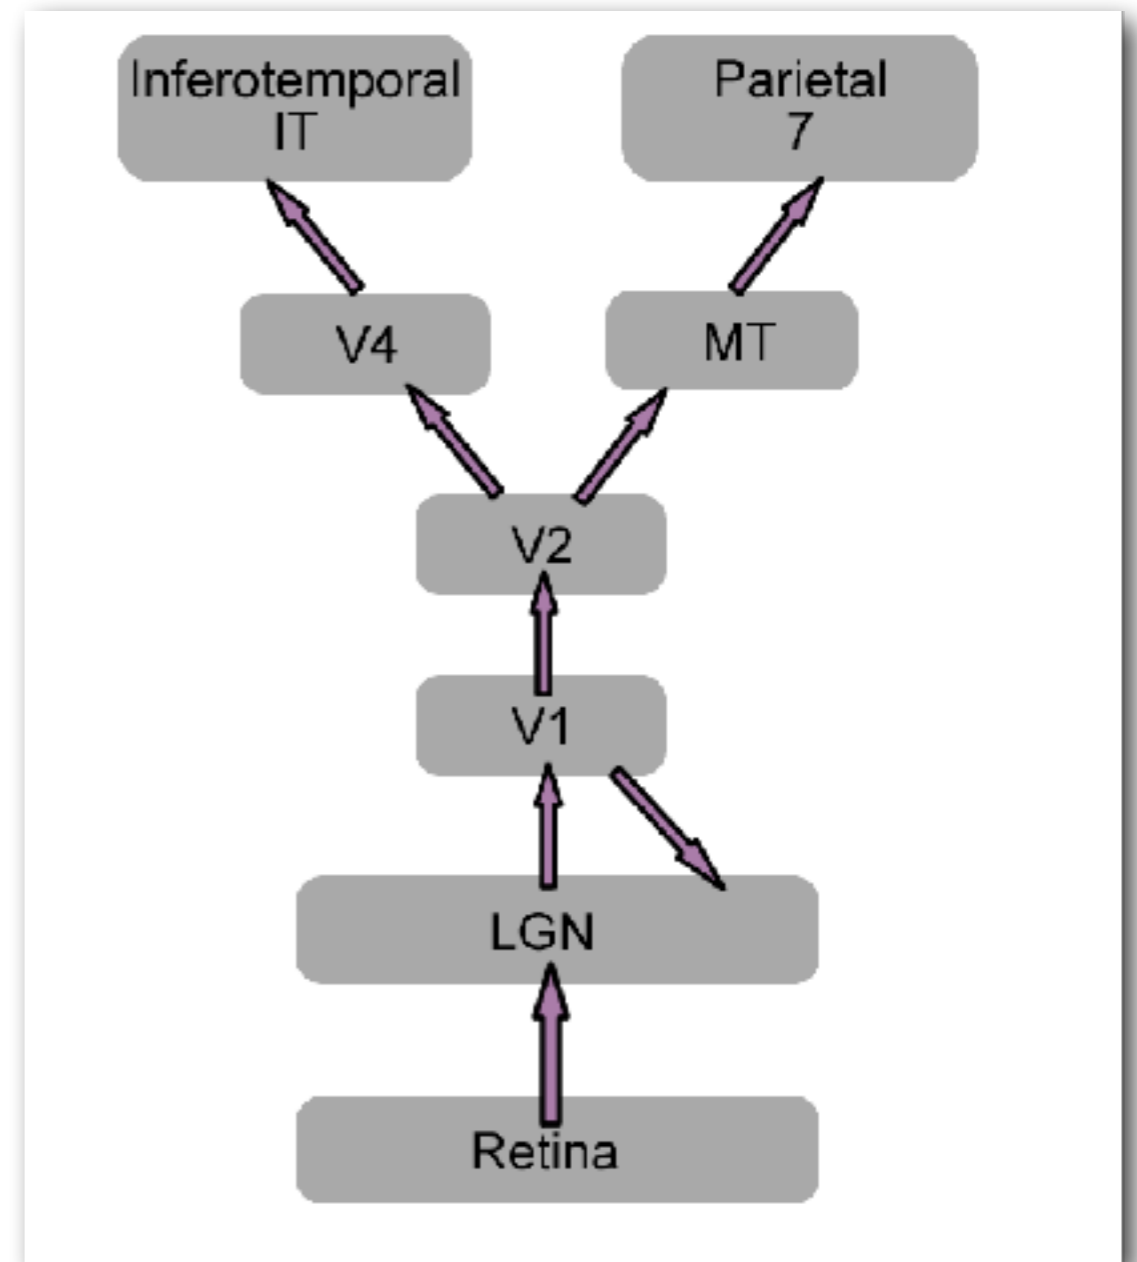 Inferotemporal
IT
Parietal
7
V4
MT
V2
V1
LGN
Retina